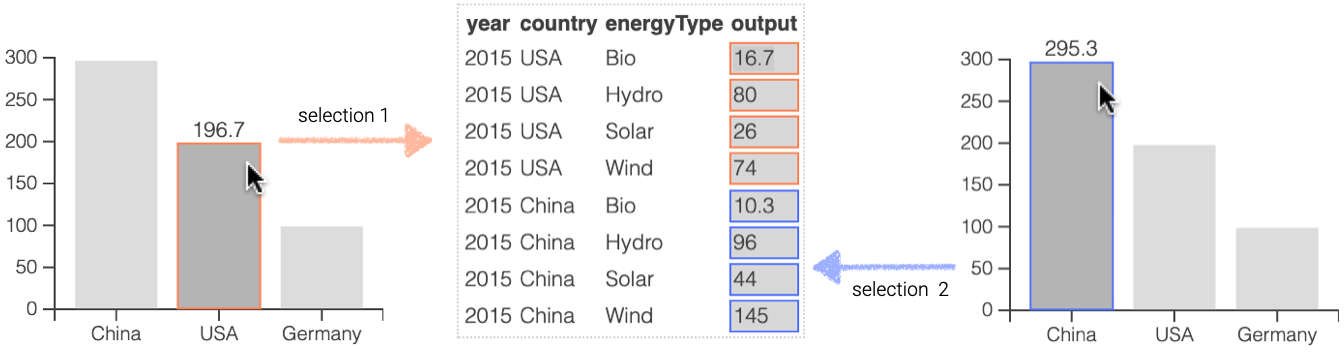 300
250
200
150
100
50
0
196.7
China USA Germany
selection 1
year country energyType output
2015 USA Bio 16.7
2015 USA Hydro 80
2015 USA Solar 26
2015 USA Wind 74
2015 China Bio 10.3
2015 China Hydro 96
2015 China Solar 44
2015 China Wind 145
selection 2
300
250
200
150
100
50
0
295.3
China USA Germany